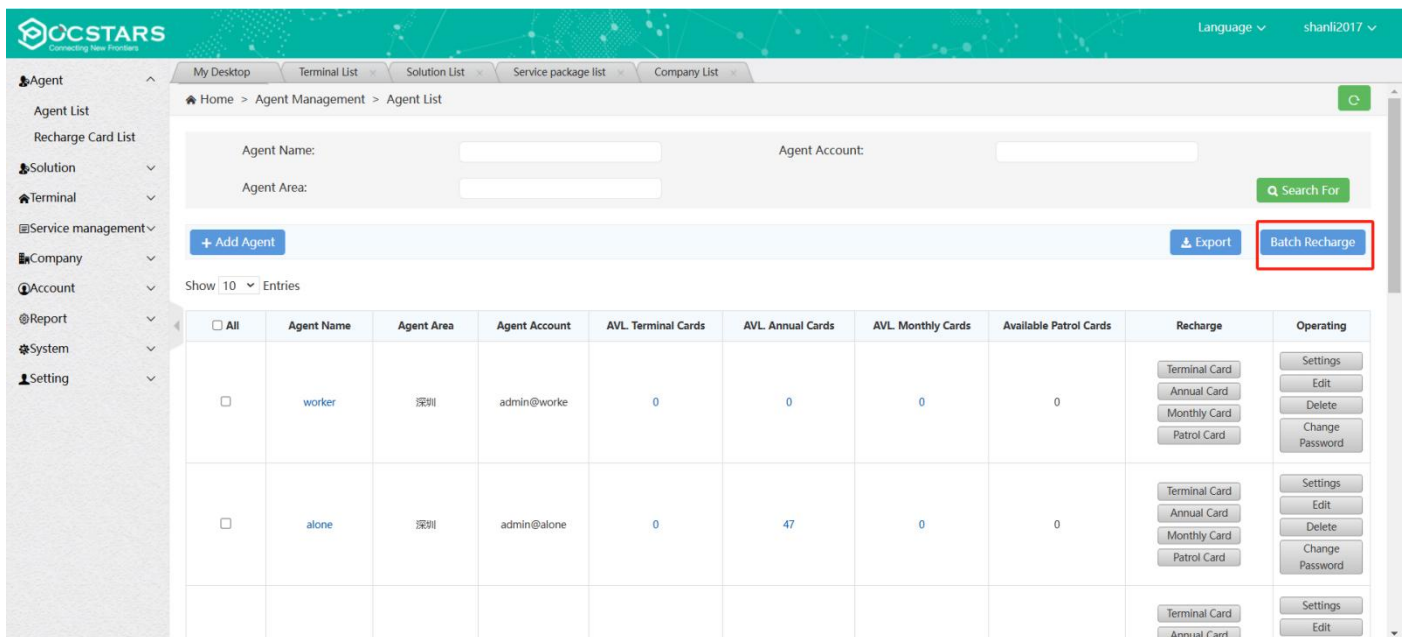 POCSTARS
Connecting New Frontiers
Language
shanli2017
Agent
Agent List
Recharge Card List
Solution
Terminal
Service management
Company
Account
Report
System
Setting
My Desktop
Terminal List ×
Solution List ×
Service package list ×
Company List ×
Home > Agent Management > Agent List
Agent Name:
Agent Account:
Agent Area:
Search For
+ Add Agent
Export
Batch Recharge
Show 10 Entries
All Agent Name Agent Area Agent Account AVL. Terminal Cards AVL. Annual Cards AVL. Monthly Cards Available Patrol Cards Recharge Operating
worker 深圳 admin@worke 0 0 0 0
Terminal Card
Annual Card
Monthly Card
Patrol Card
Settings
Edit
Delete
Change
Password
alone 深圳 admin@alone 0 47 0 0
Terminal Card
Annual Card
Monthly Card
Patrol Card
Settings
Edit
Delete
Change
Password
Terminal Card
Annual Card
Settings
Edit